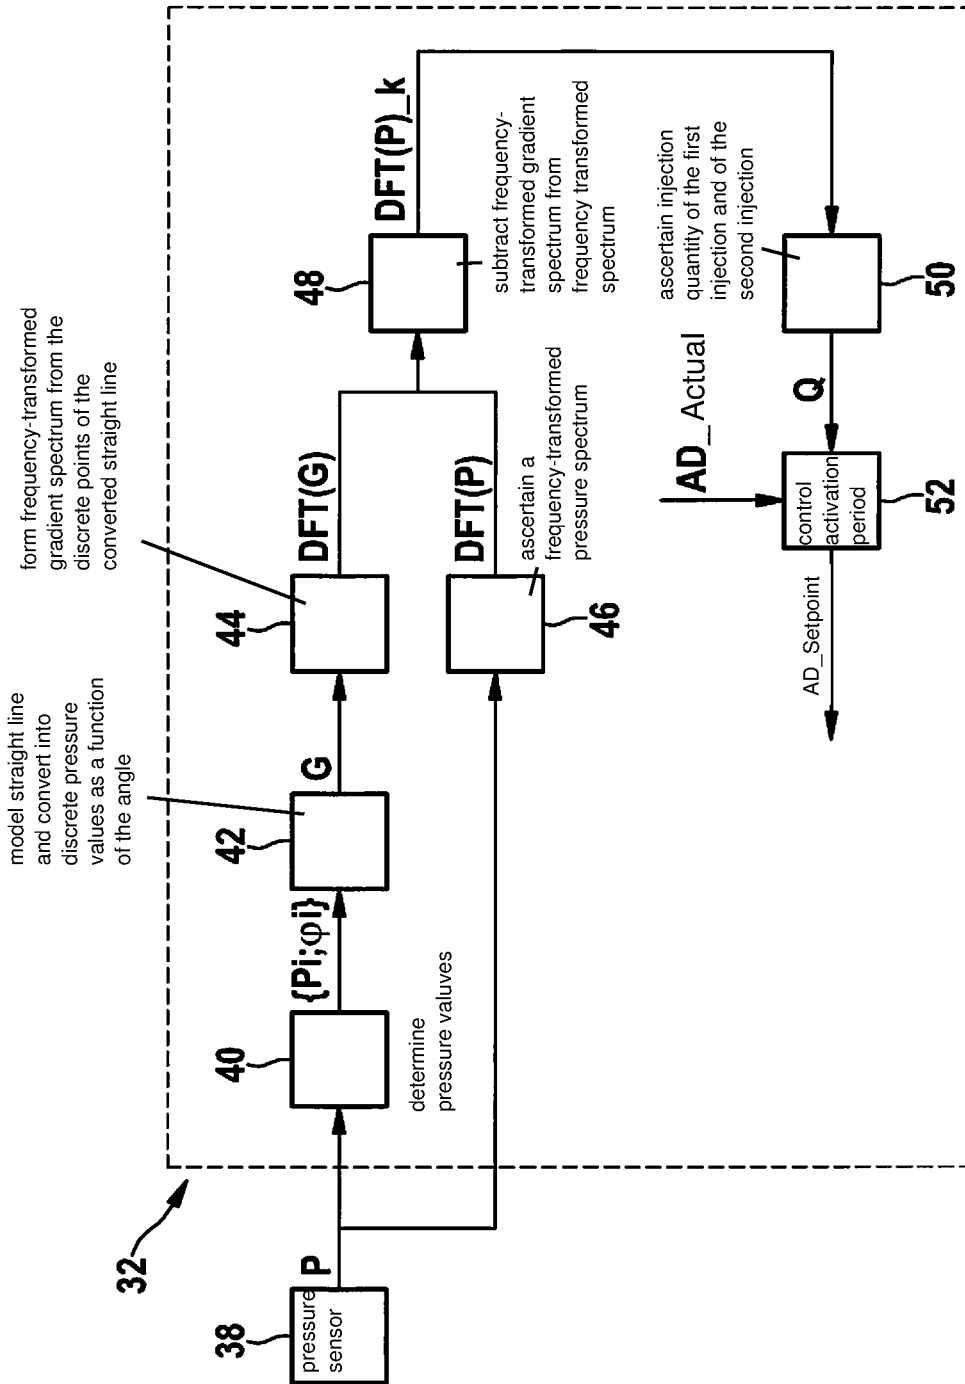 form frequency-transformed
gradient spectrum from the
discrete points of the
converted straight line
model straight line
and convert into
discrete pressure
values as a function
of the angle
32
38
pressure
sensor
P
40
determine
pressure valuves
{Pi;φi}
42
G
44
DFT(G)
46
ascertain a
frequency-transformed
pressure spectrum
DFT(P)
48
subtract frequency-
transformed gradient
spectrum from
frequency transformed
spectrum
DFT(P)_k
ascertain injection
quantity of the first
injection and of the
second injection
50
Q
AD_Actual
control
activation
period
52
AD_Setpoint